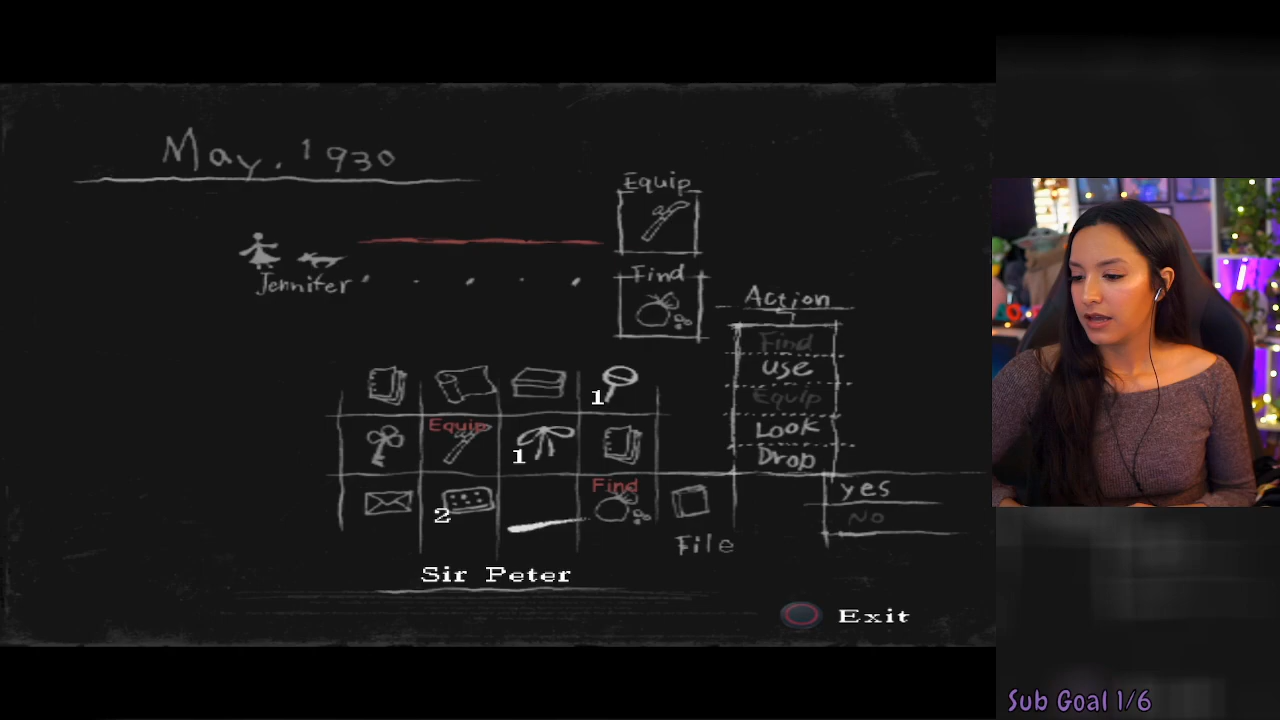 May. 1930
Equip
Jennifer
Find
Action
Find
Use
Equip
Look
Drop
1
Equip
1
2
Find
yes
No
File
Sir Peter
Exit
Sub Goal 1/6